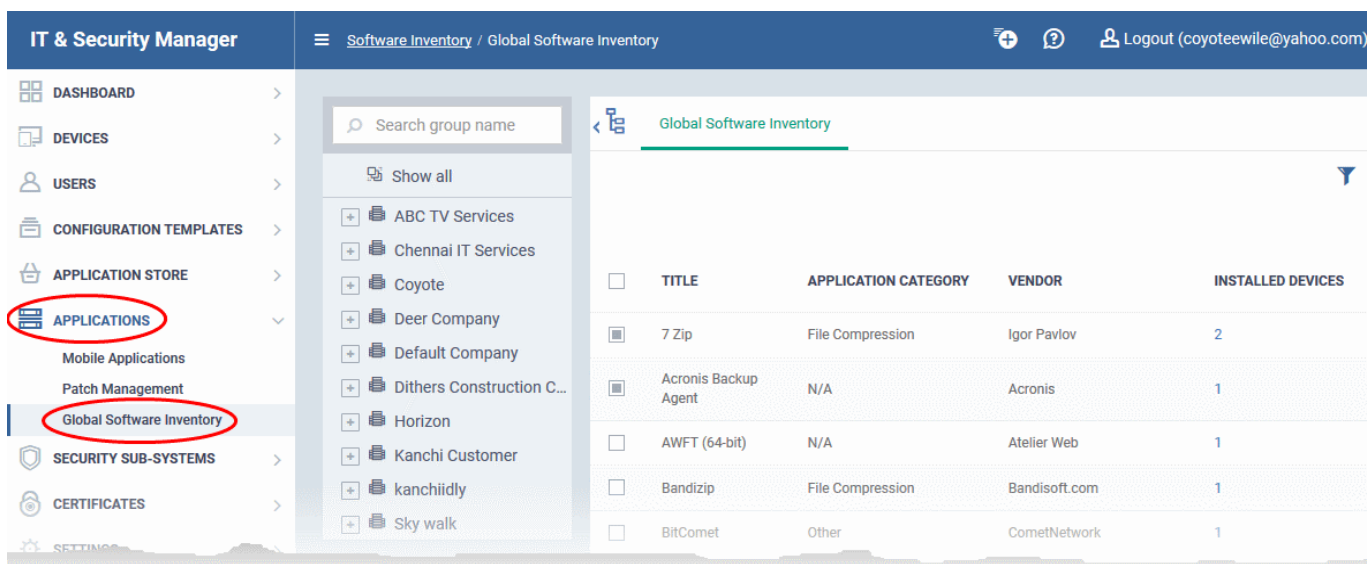 IT & Security Manager
Software Inventory / Global Software Inventory
Logout (coyoteewile@yahoo.com)
DASHBOARD
DEVICES
USERS
CONFIGURATION TEMPLATES
APPLICATION STORE
APPLICATIONS
Mobile Applications
Patch Management
Global Software Inventory
SECURITY SUB-SYSTEMS
CERTIFICATES
SETTINGS
Search group name
Show all
ABC TV Services
Chennai IT Services
Coyote
Deer Company
Default Company
Dithers Construction C...
Horizon
Kanchi Customer
kanchiidly
Sky walk
Global Software Inventory
TITLE APPLICATION CATEGORY VENDOR INSTALLED DEVICES
7 Zip File Compression Igor Pavlov 2
Acronis Backup
Agent N/A Acronis 1
AWFT (64-bit) N/A Atelier Web 1
Bandizip File Compression Bandisoft.com 1
BitComet Other CometNetwork 1